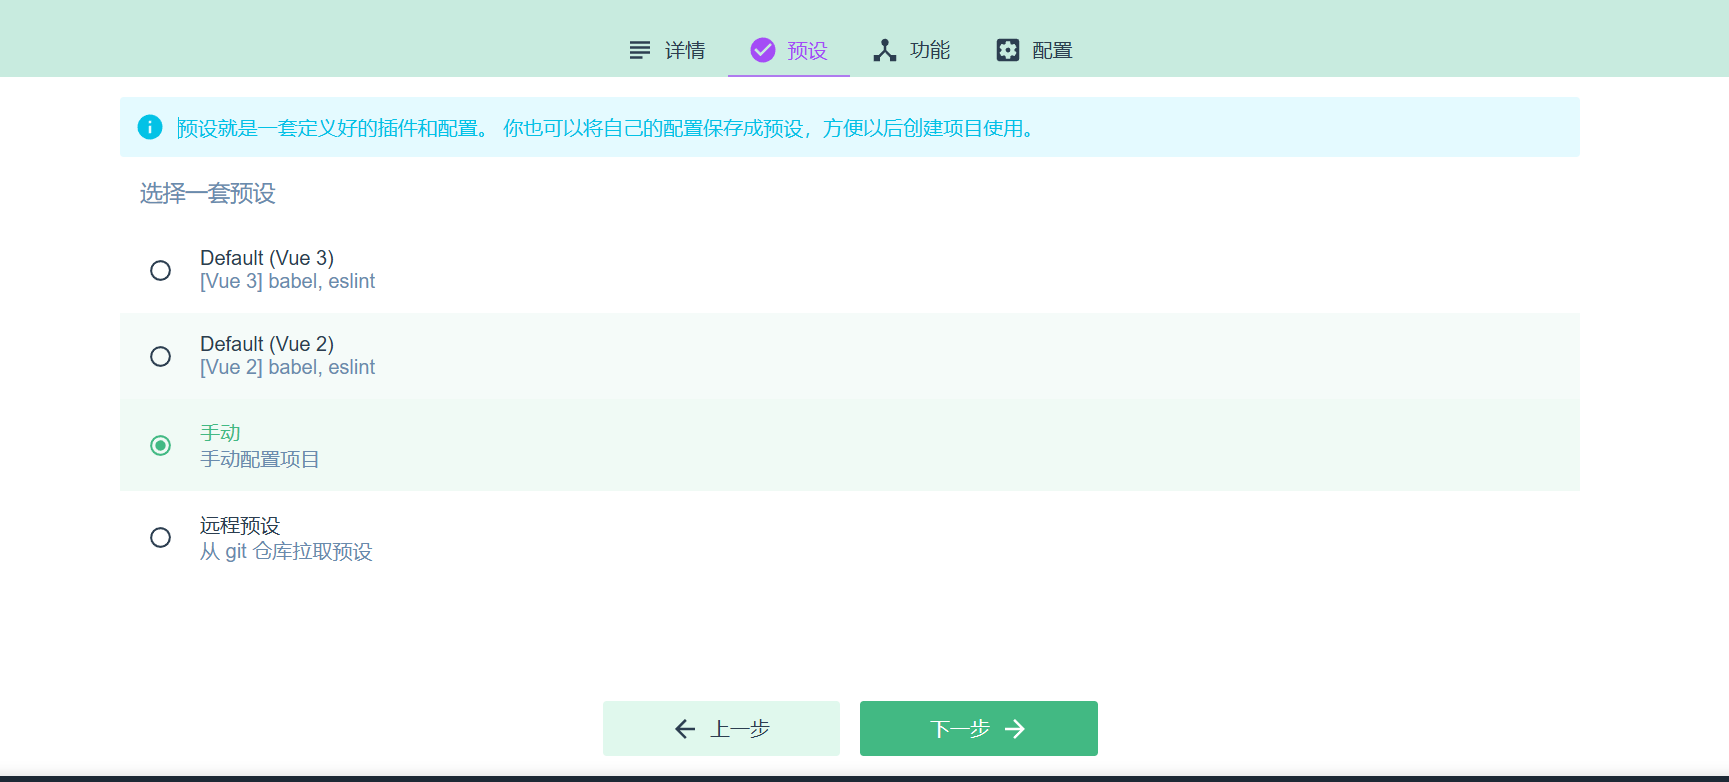 详情 预设 功能 配置
预设就是一套定义好的插件和配置。 你也可以将自己的配置保存成预设，方便以后创建项目使用。
选择一套预设
Default (Vue 3)
[Vue 3] babel, eslint
Default (Vue 2)
[Vue 2] babel, eslint
手动
手动配置项目
远程预设
从 git 仓库拉取预设
上一步 下一步